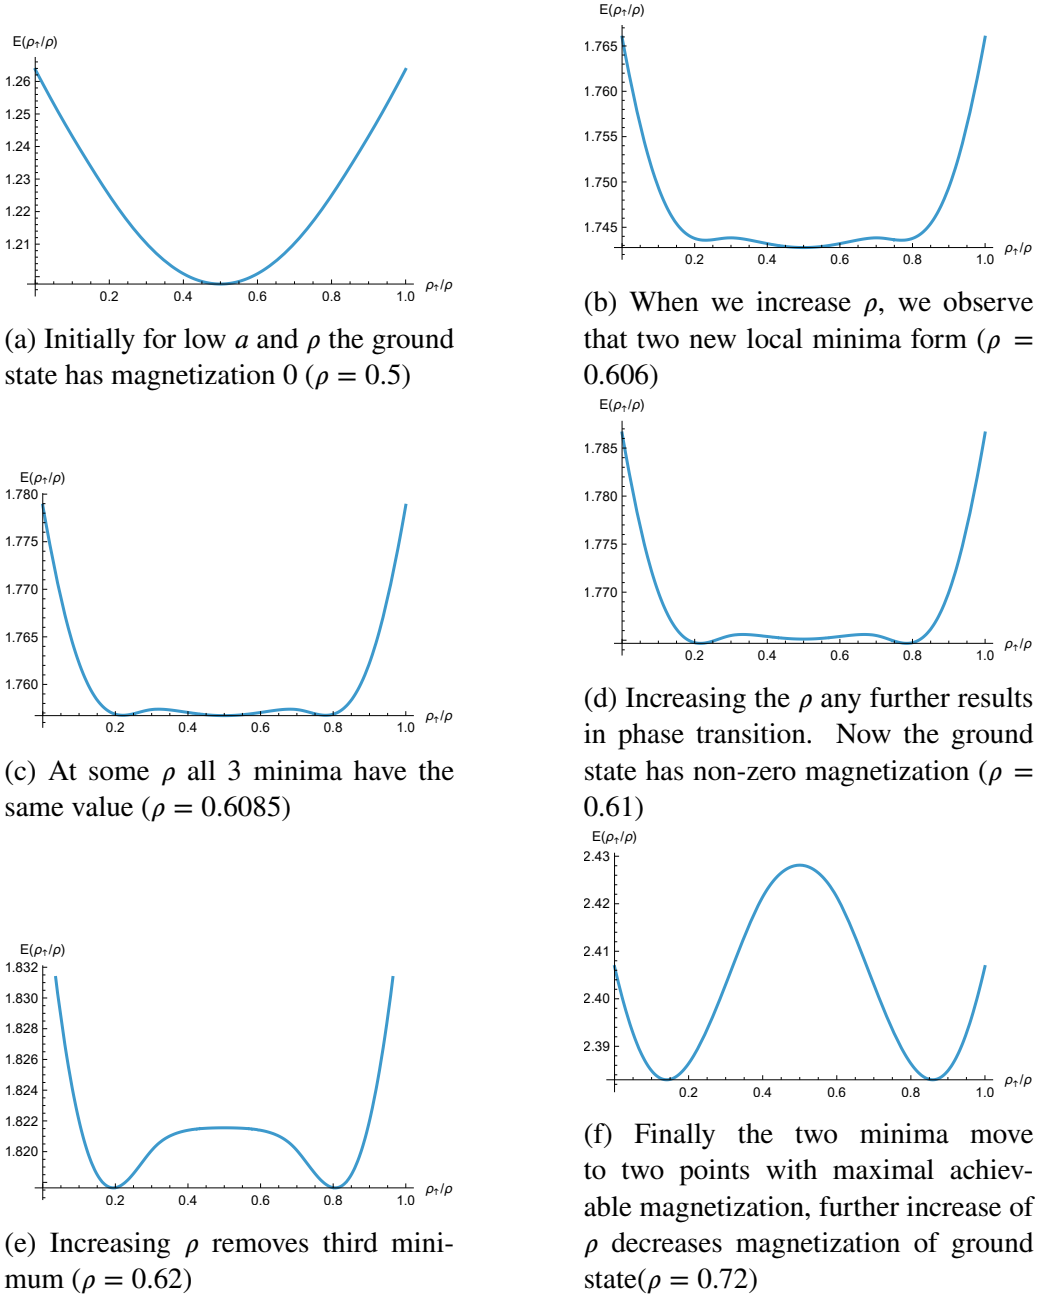 E(ρ↑/ρ)
1.26
1.25
1.24
1.23
1.22
1.21
0.2 0.4 0.6 0.8 1.0 ρ↑/ρ
(a) Initially for low a and ρ the ground
state has magnetization 0 (ρ = 0.5)
E(ρ↑/ρ)
1.765
1.760
1.755
1.750
1.745
0.2 0.4 0.6 0.8 1.0 ρ↑/ρ
(b) When we increase ρ, we observe
that two new local minima form (ρ =
0.606)
E(ρ↑/ρ)
1.780
1.775
1.770
1.765
1.760
0.2 0.4 0.6 0.8 1.0 ρ↑/ρ
(c) At some ρ all 3 minima have the
same value (ρ = 0.6085)
E(ρ↑/ρ)
1.785
1.780
1.775
1.770
0.2 0.4 0.6 0.8 1.0 ρ↑/ρ
(d) Increasing the ρ any further results
in phase transition. Now the ground
state has non-zero magnetization (ρ =
0.61)
E(ρ↑/ρ)
1.832
1.830
1.828
1.826
1.824
1.822
1.820
0.2 0.4 0.6 0.8 1.0 ρ↑/ρ
(e) Increasing ρ removes third mini-
mum (ρ = 0.62)
E(ρ↑/ρ)
2.43
2.42
2.41
2.40
2.39
0.2 0.4 0.6 0.8 1.0 ρ↑/ρ
(f) Finally the two minima move
to two points with maximal achiev-
able magnetization, further increase of
ρ decreases magnetization of ground
state(ρ = 0.72)